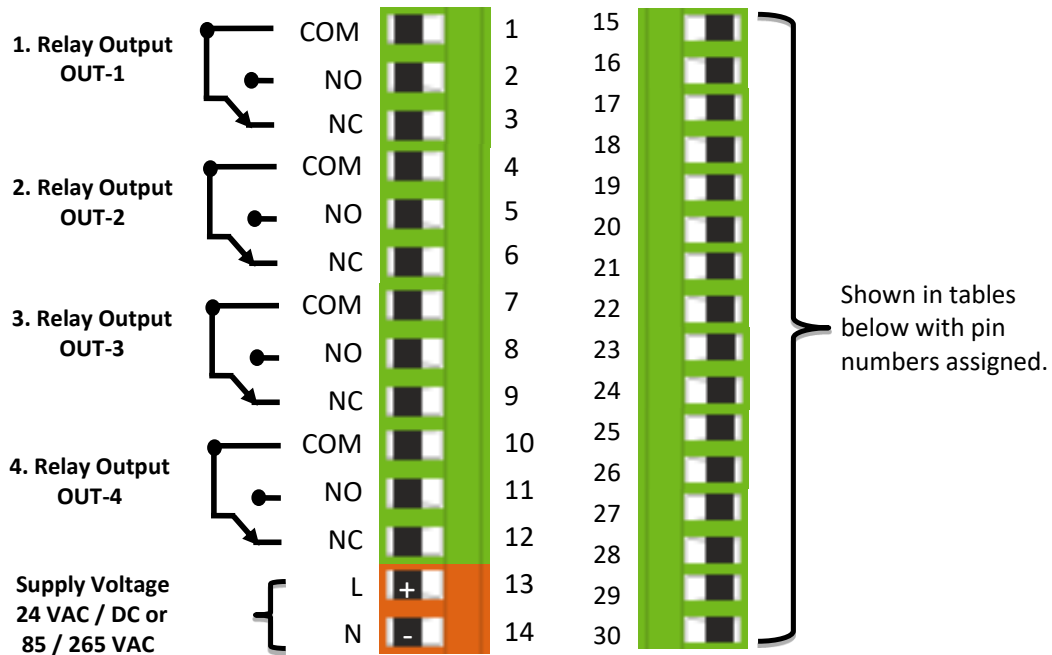 1. Relay Output
OUT-1
COM 1
NO 2
NC 3
2. Relay Output
OUT-2
COM 4
NO 5
NC 6
3. Relay Output
OUT-3
COM 7
NO 8
NC 9
4. Relay Output
OUT-4
COM 10
NO 11
NC 12
Supply Voltage
24 VAC / DC or
85 / 265 VAC
L + 13
N - 14
15
16
17
18
19
20
21
22
23
24
25
26
27
28
29
30
Shown in tables
below with pin
numbers assigned.